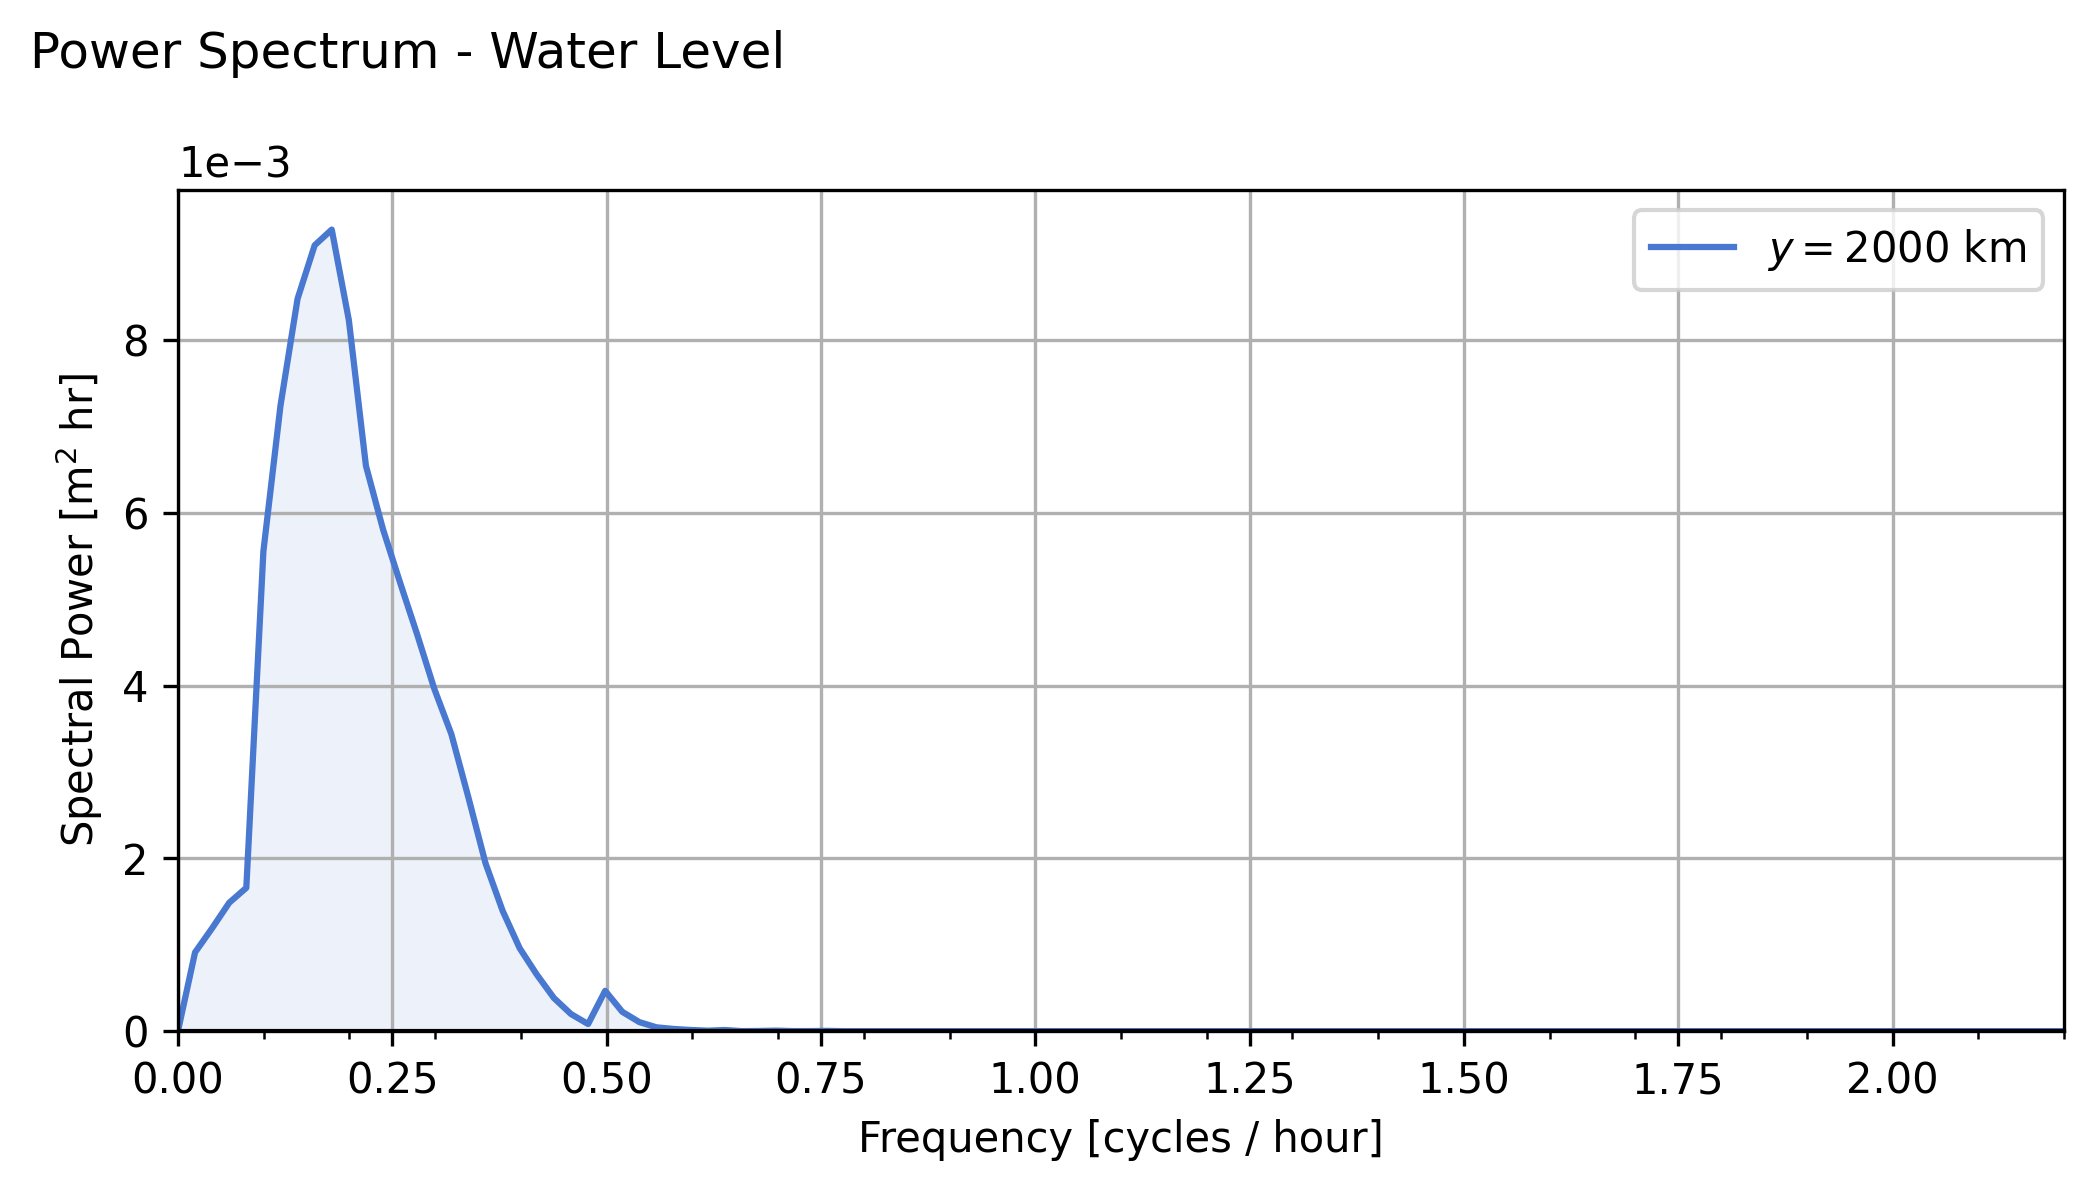 Power Spectrum - Water Level
1e−3
y = 2000 km
8
6
4
2
0
Spectral Power [m² hr]
0.00 0.25 0.50 0.75 1.00 1.25 1.50 1.75 2.00
Frequency [cycles / hour]